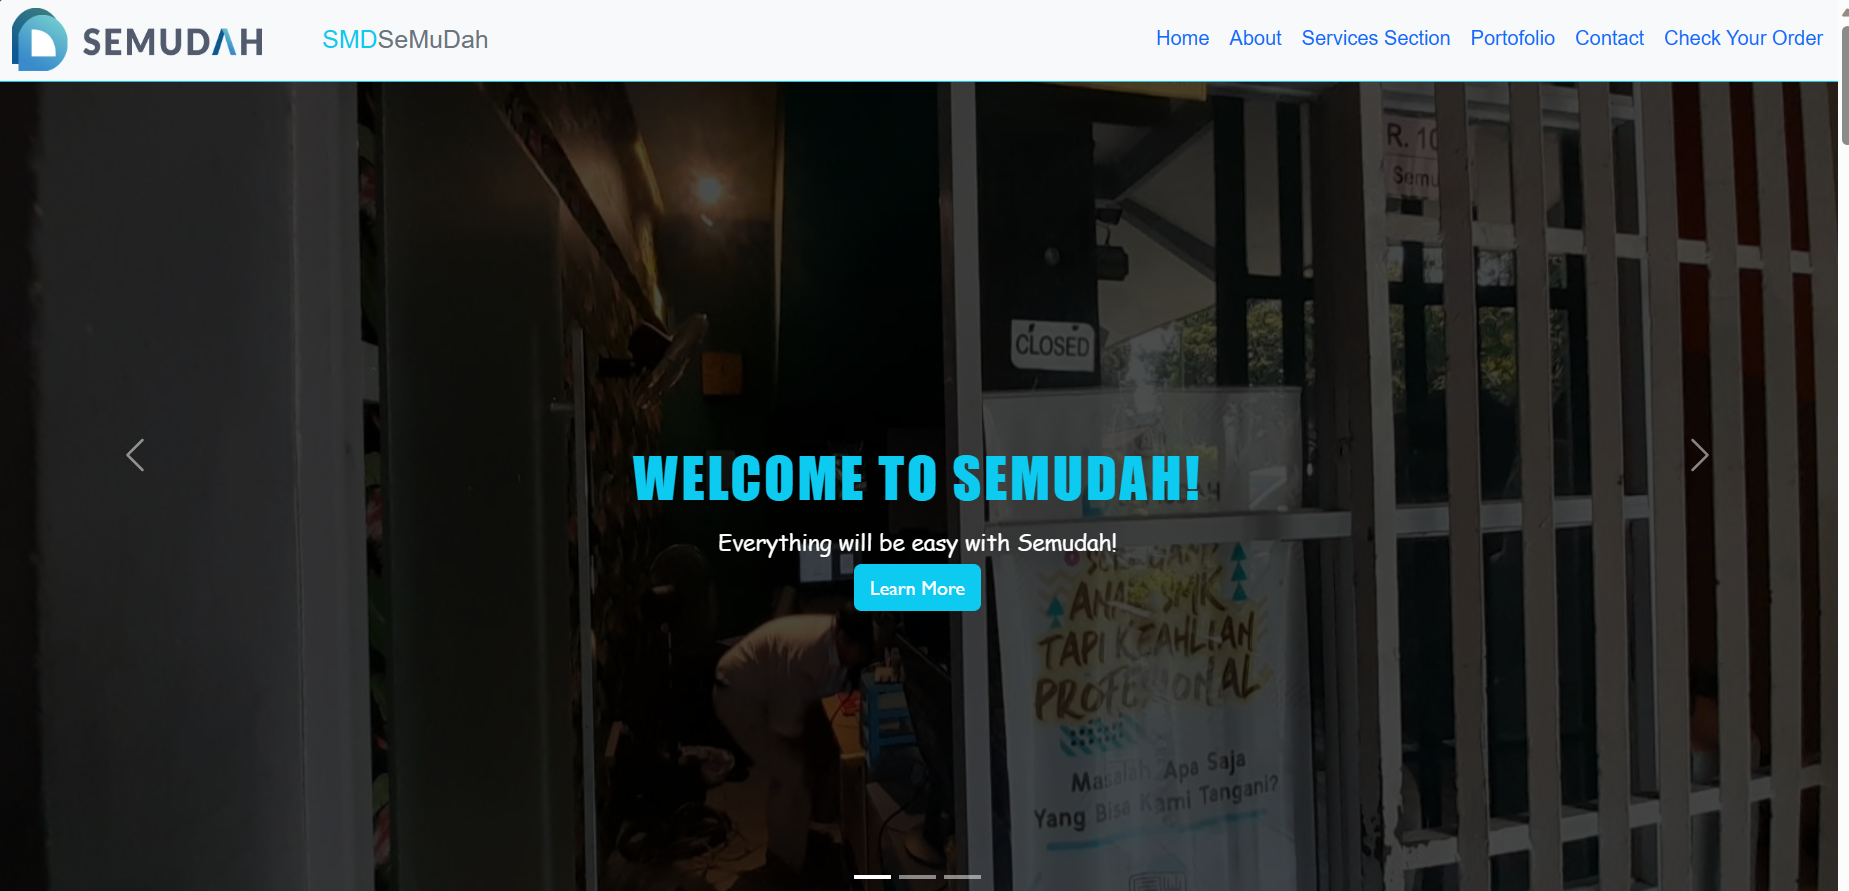 SEMUDAH
SMDSeMuDah
Home
About
Services Section
Portofolio
Contact
Check Your Order
R. 10
Semu
CLOSED
WELCOME TO SEMUDAH!
Everything will be easy with Semudah!
Learn More
ANAK SMK
TAPI KEAHLIAN
PROFESIONAL
Masalah Apa Saja
Yang Bisa Kami Tangani?